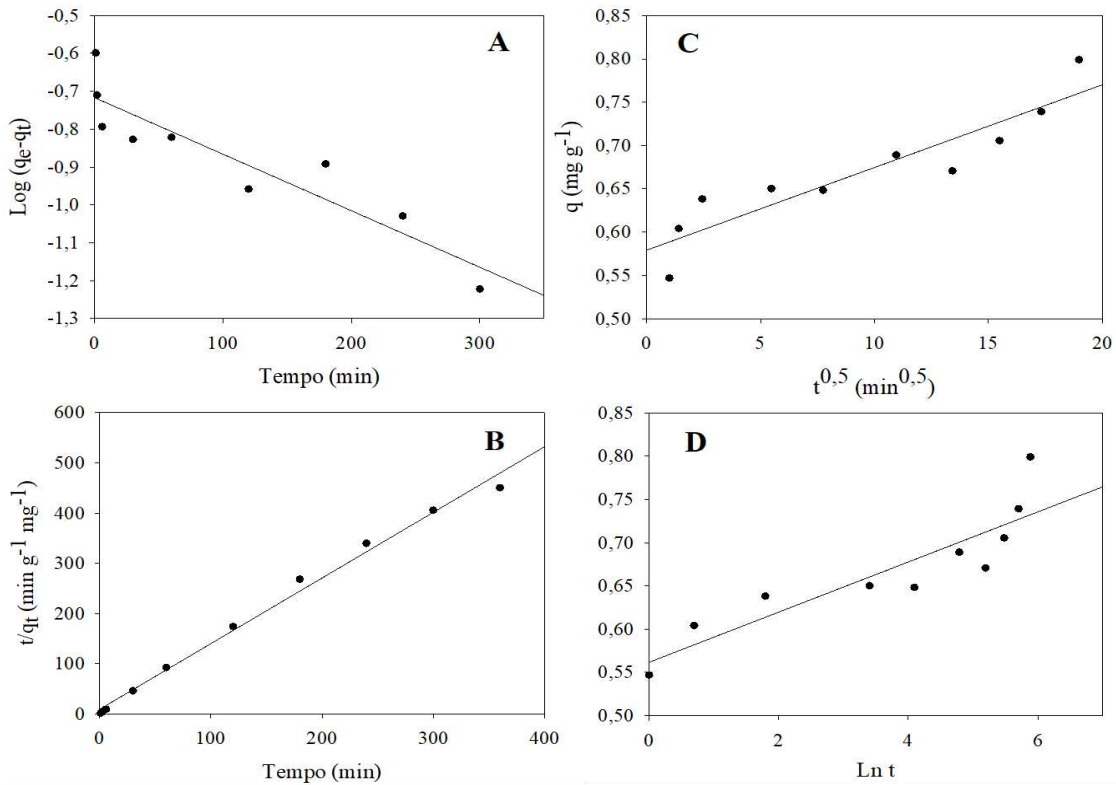 A
-0,5
-0,6
-0,7
-0,8
-0,9
-1,0
-1,1
-1,2
-1,3
Log (qe-qt)
0 100 200 300
Tempo (min)
C
0,85
0,80
0,75
0,70
0,65
0,60
0,55
0,50
q (mg g-1)
0 5 10 15 20
t0,5 (min0,5)
B
600
500
400
300
200
100
0
t/qt (min g-1 mg-1)
0 100 200 300 400
Tempo (min)
D
0,85
0,80
0,75
0,70
0,65
0,60
0,55
0,50
0 2 4 6
Ln t